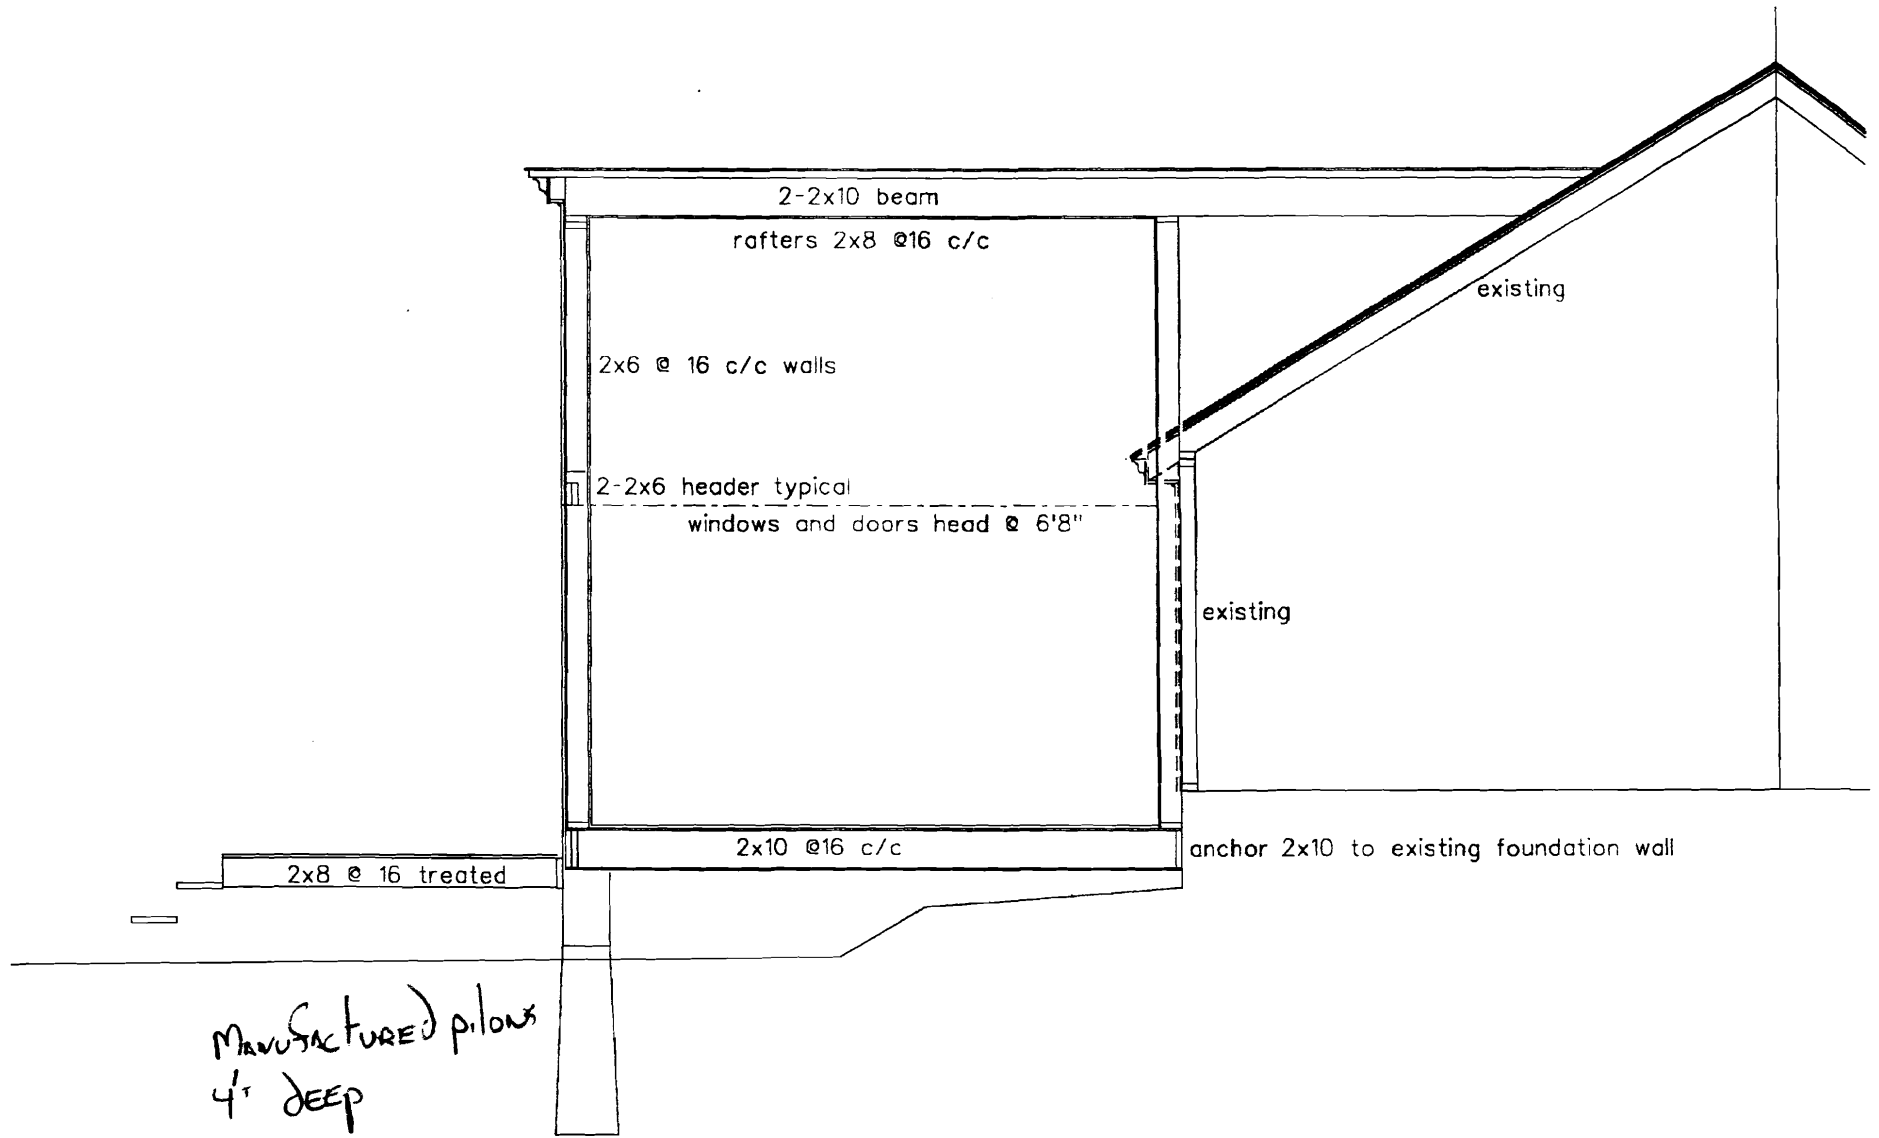 2-2x10 beam
rafters 2x8 @16 c/c
existing
2x6 @ 16 c/c walls
2-2x6 header typical
windows and doors head @ 6'8"
existing
2x10 @16 c/c
anchor 2x10 to existing foundation wall
2x8 @ 16 treated
Manufactured pilons
4' DEEP